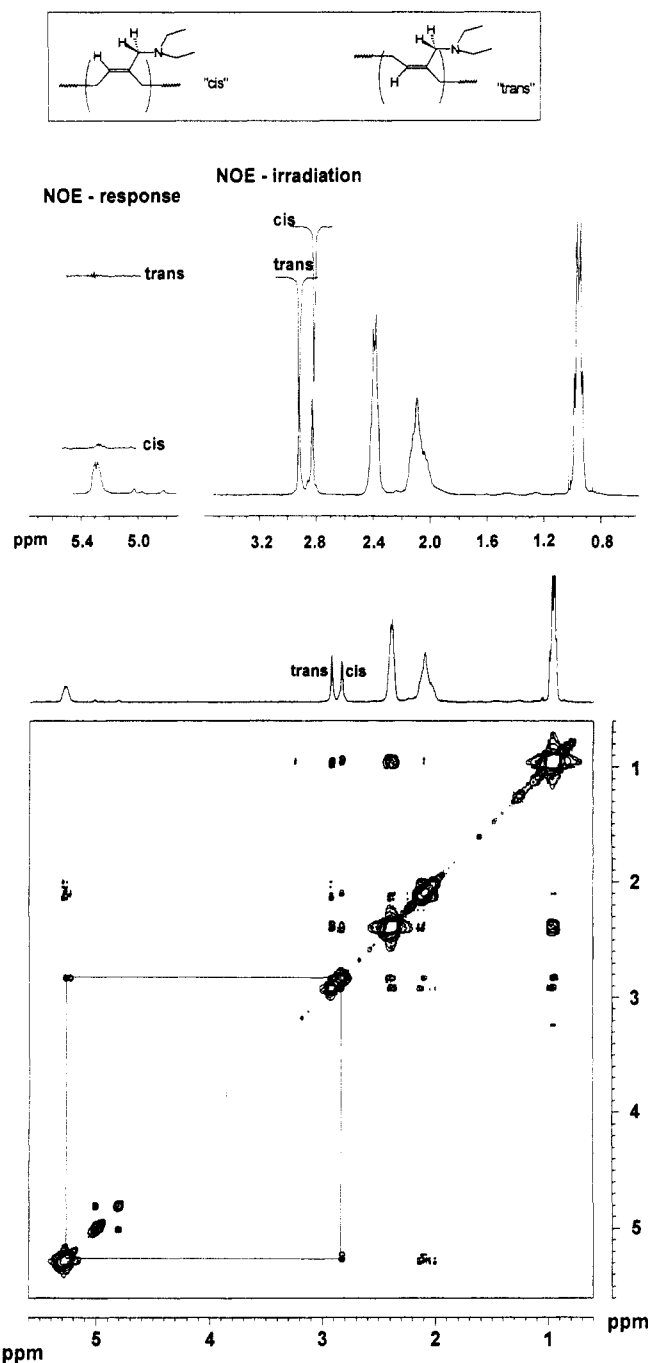 H H
H N
"cis"
H H
N
H
"trans"
NOE - irradiation
NOE - response
cis
trans
trans
cis
ppm 5.4 5.0 3.2 2.8 2.4 2.0 1.6 1.2 0.8
trans cis
1
2
3
4
5
5 4 3 2 1 ppm
ppm